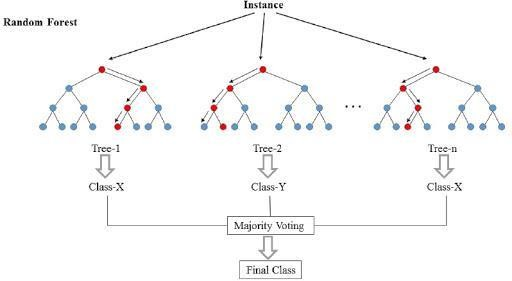 Instance
Random Forest
...
Tree-1
Tree-2
Tree-n
Class-X
Class-Y
Class-X
Majority Voting
Final Class